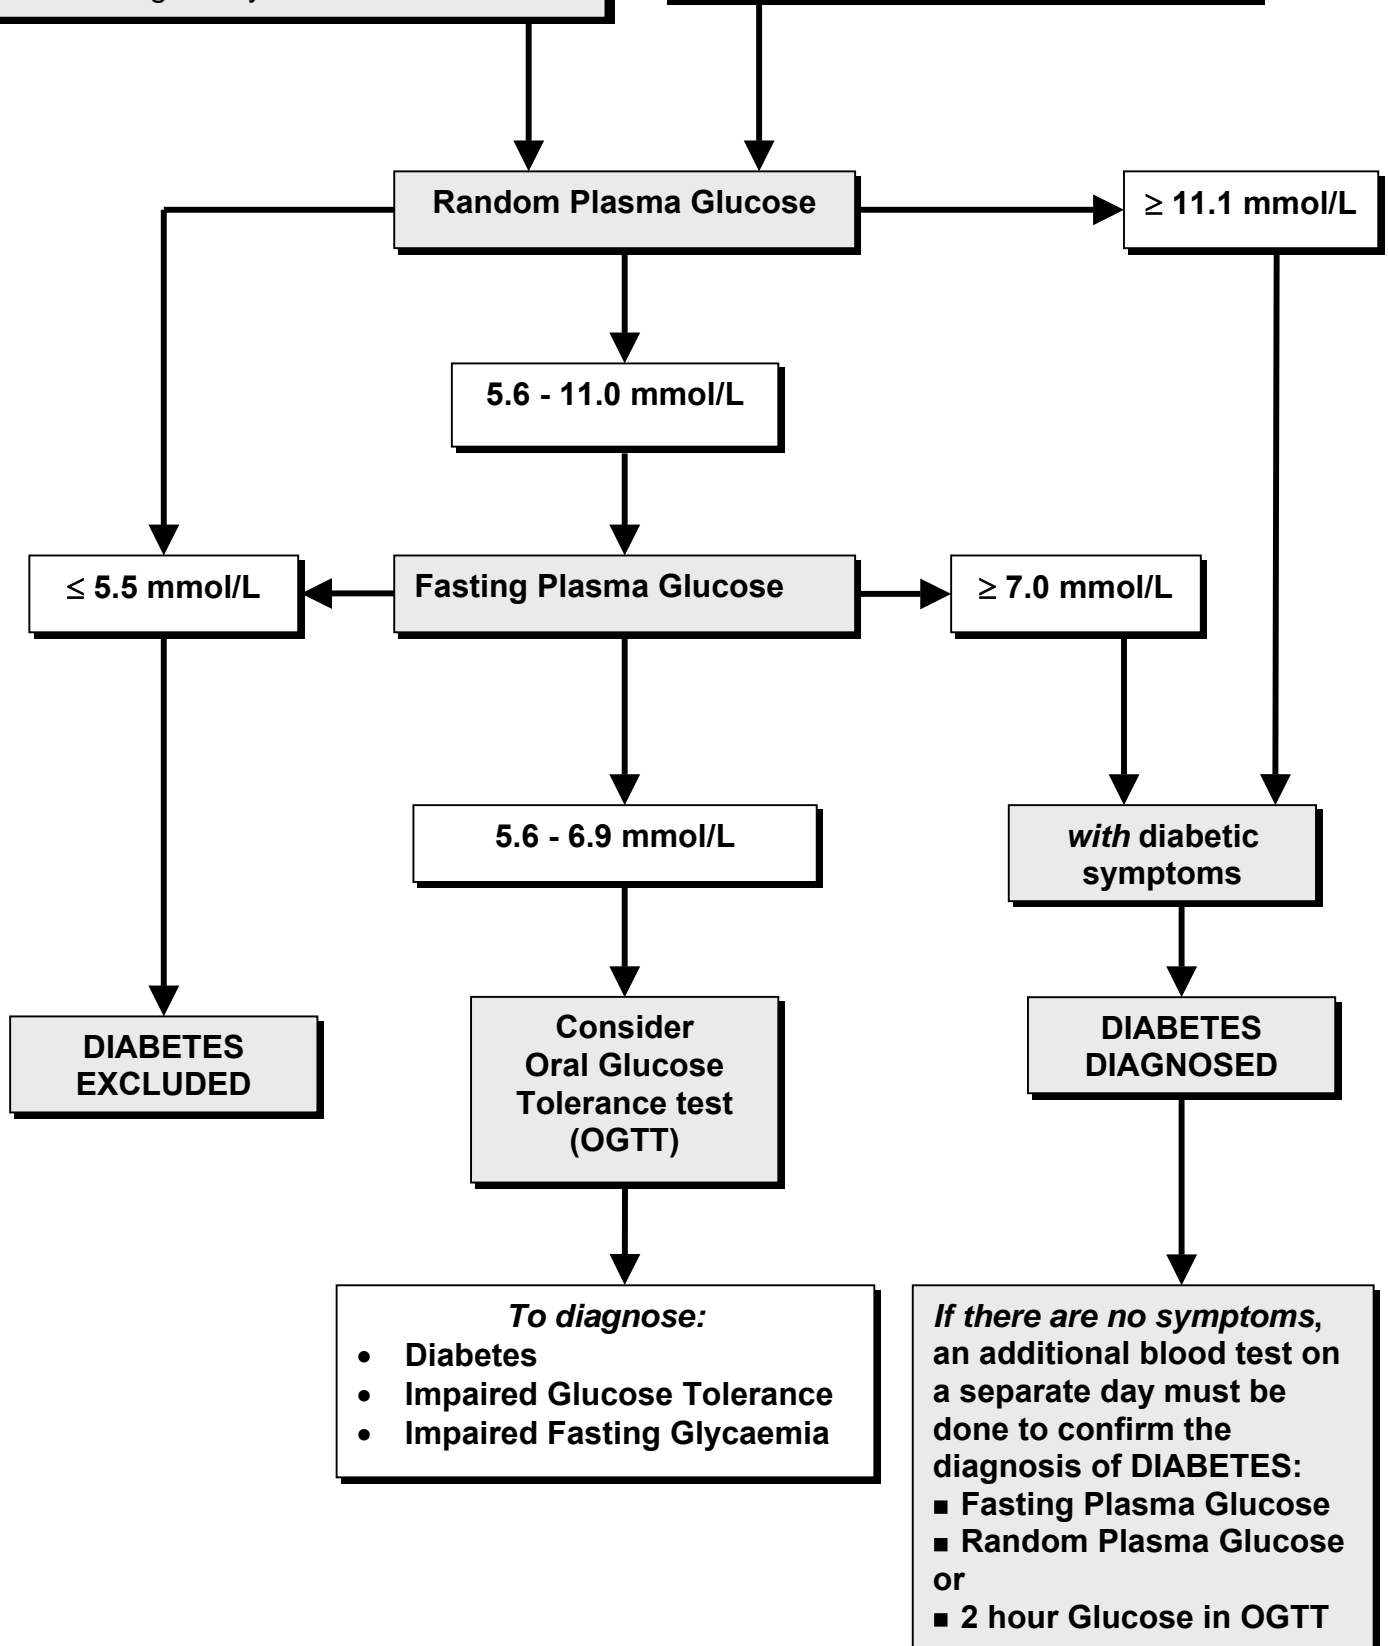 Random Plasma Glucose
≥ 11.1 mmol/L
5.6 - 11.0 mmol/L
≤ 5.5 mmol/L
Fasting Plasma Glucose
≥ 7.0 mmol/L
5.6 - 6.9 mmol/L
with diabetic
symptoms
DIABETES
EXCLUDED
Consider
Oral Glucose
Tolerance test
(OGTT)
DIABETES
DIAGNOSED
To diagnose:
• Diabetes
• Impaired Glucose Tolerance
• Impaired Fasting Glycaemia
If there are no symptoms,
an additional blood test on
a separate day must be
done to confirm the
diagnosis of DIABETES:
■ Fasting Plasma Glucose
■ Random Plasma Glucose
or
■ 2 hour Glucose in OGTT